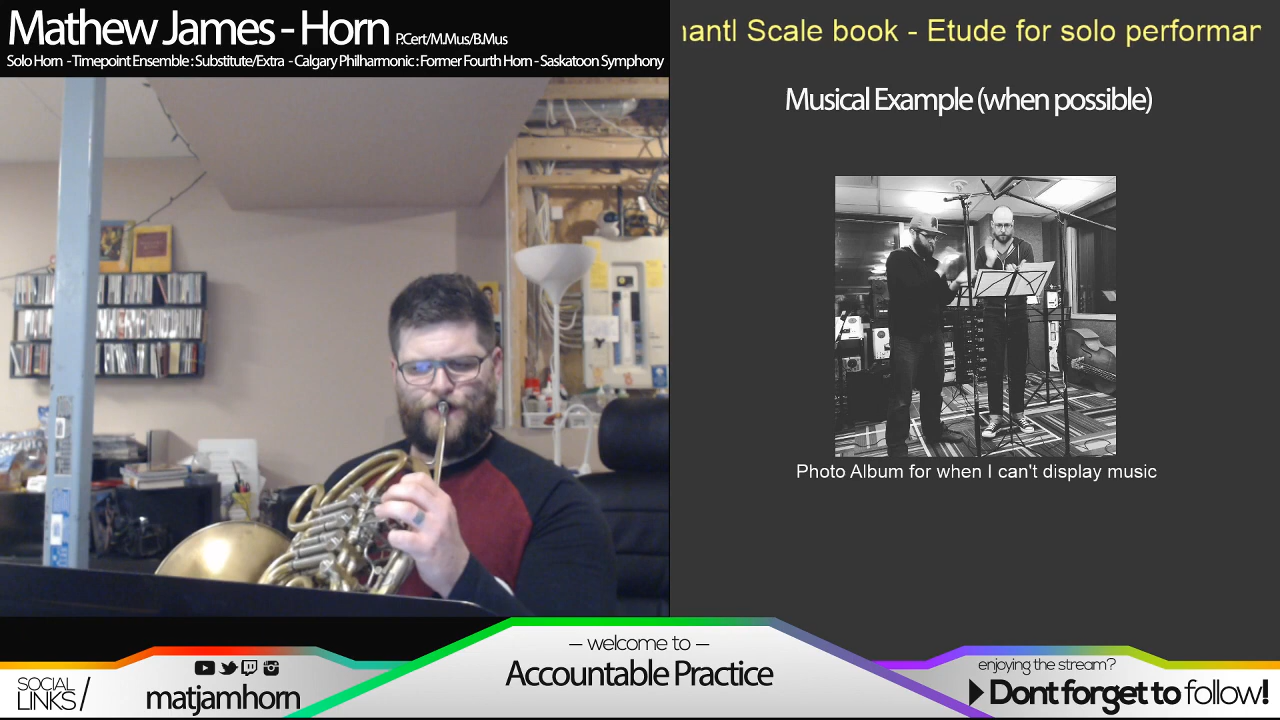 Mathew James - Horn P.Cert/M.Mus/B.Mus
Solo Horn - Timepoint Ensemble : Substitute/Extra - Calgary Philharmonic : Former Fourth Horn - Saskatoon Symphony
hantl Scale book - Etude for solo performar
Musical Example (when possible)
Photo Album for when I can't display music
SOCIAL LINKS /
matjamhorn
– welcome to –
Accountable Practice
enjoying the stream?
Dont forget to follow!